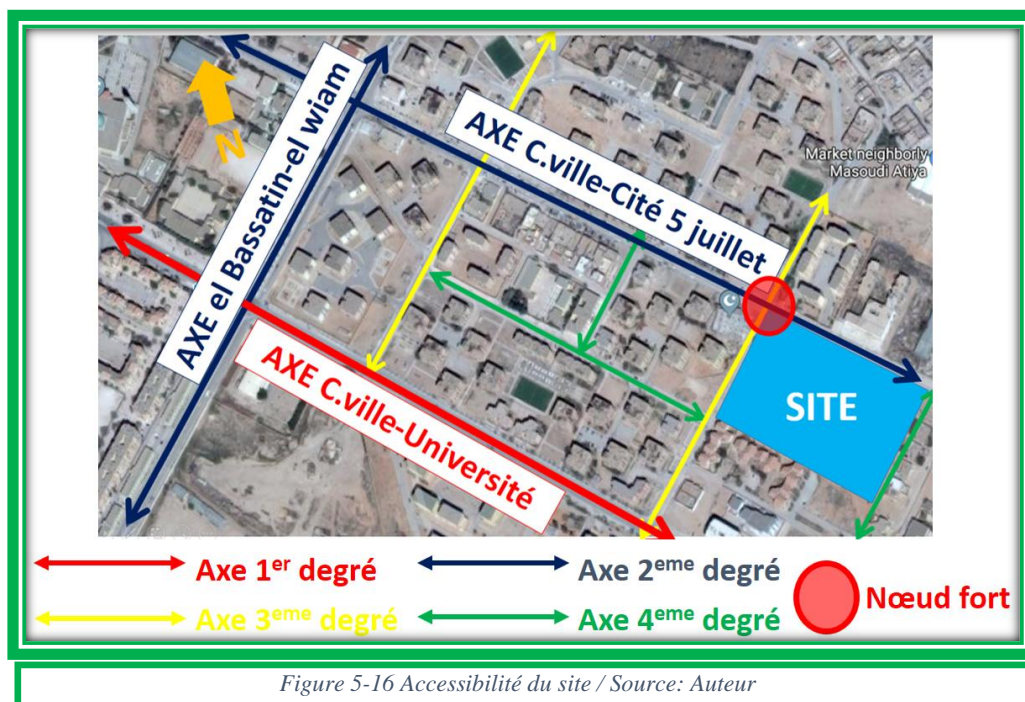 AXE el Bassatin-el wiam
AXE C.ville-Cité 5 juillet
Market neighborly
Masoudi Atiya
N
SITE
AXE C.ville-Université
Axe 1er degré
Axe 2eme degré
Axe 3eme degré
Axe 4eme degré
Nœud fort
Figure 5-16 Accessibilité du site / Source: Auteur